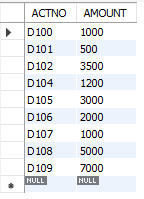 ACTNO AMOUNT
D100 1000
D101 500
D102 3500
D104 1200
D105 3000
D106 2000
D107 1000
D108 5000
D109 7000
NULL NULL